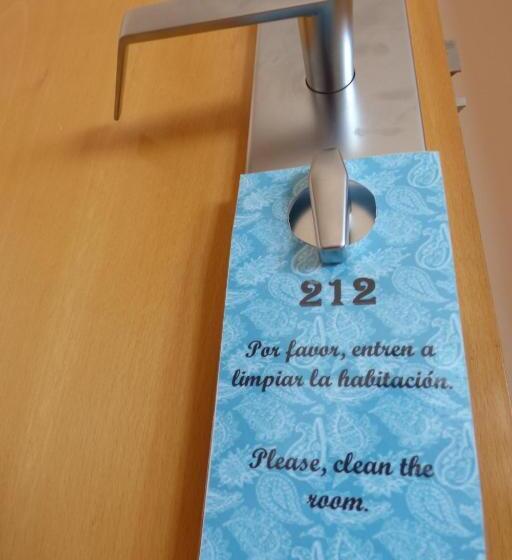 212
Por favor, entren a
limpiar la habitación.
Please, clean the
room.